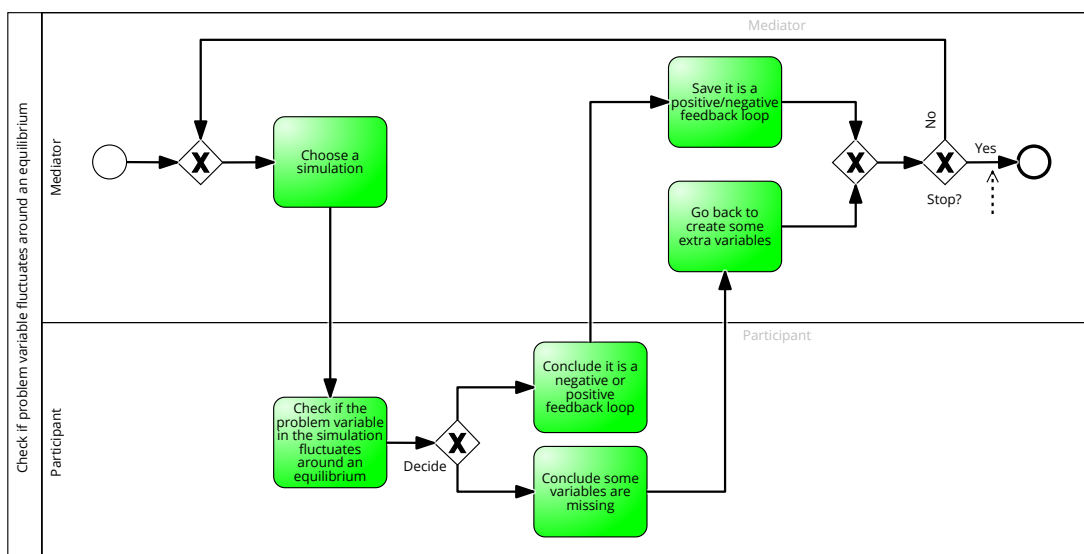 Check if problem variable fluctuates around an equilibrium
Mediator
Mediator
Choose a
simulation
Save it is a
positive/negative
feedback loop
Go back to
create some
extra variables
No
Yes
Stop?
Participant
Participant
Check if the
problem variable
in the simulation
fluctuates
around an
equilibrium
Decide
Conclude it is a
negative or
positive
feedback loop
Conclude some
variables are
missing